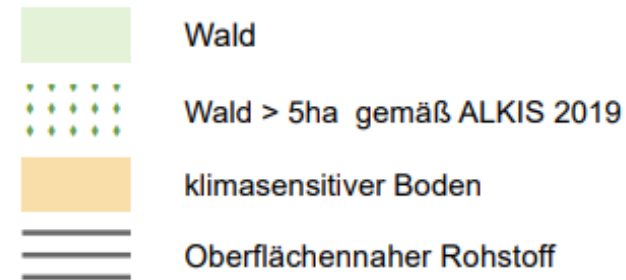 Wald
Wald > 5ha gemäß ALKIS 2019
klimasensitiver Boden
Oberflächennaher Rohstoff